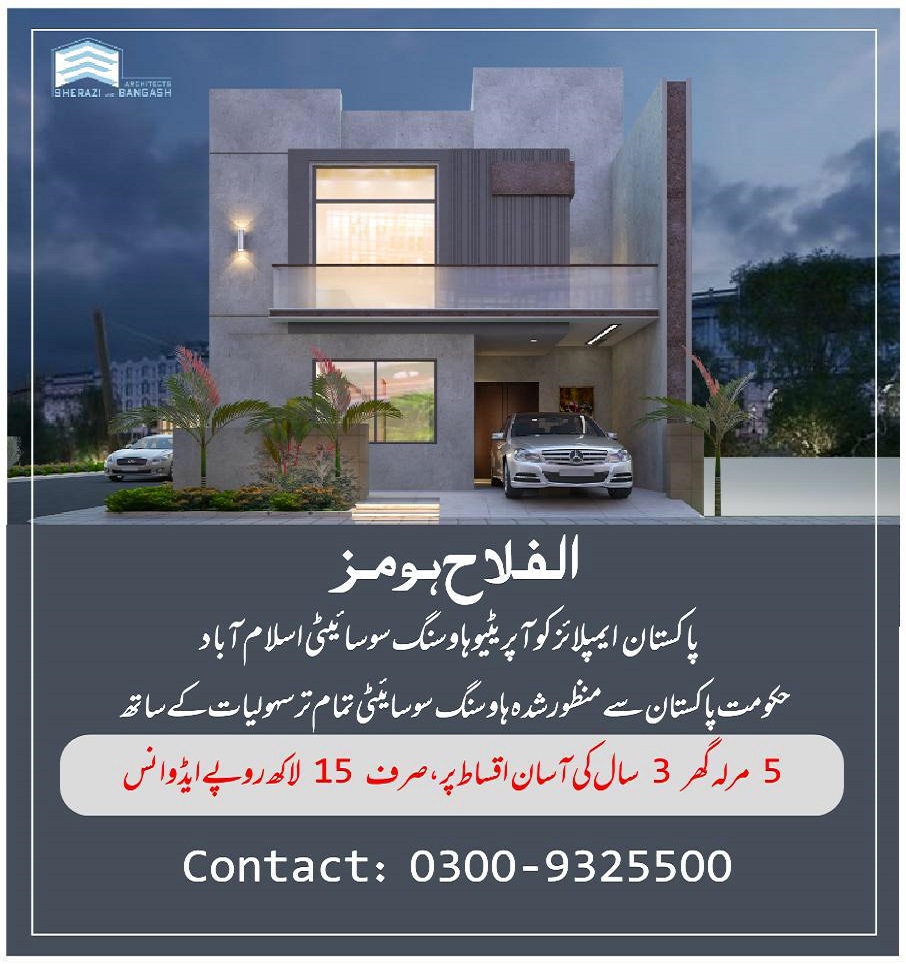 ARCHITECTS
SHERAZI AND BANGASH
الفلاح ہومز
پاکستان ایمپلائز کوآپریٹیو ہاوسنگ سوسائیٹی اسلام آباد
حکومت پاکستان سے منظور شدہ ہاوسنگ سوسائیٹی تمام تر سہولیات کے ساتھ
5 مرلہ گھر 3 سال کی آسان اقساط پر، صرف 15 لاکھ روپے ایڈوانس
Contact: 0300-9325500